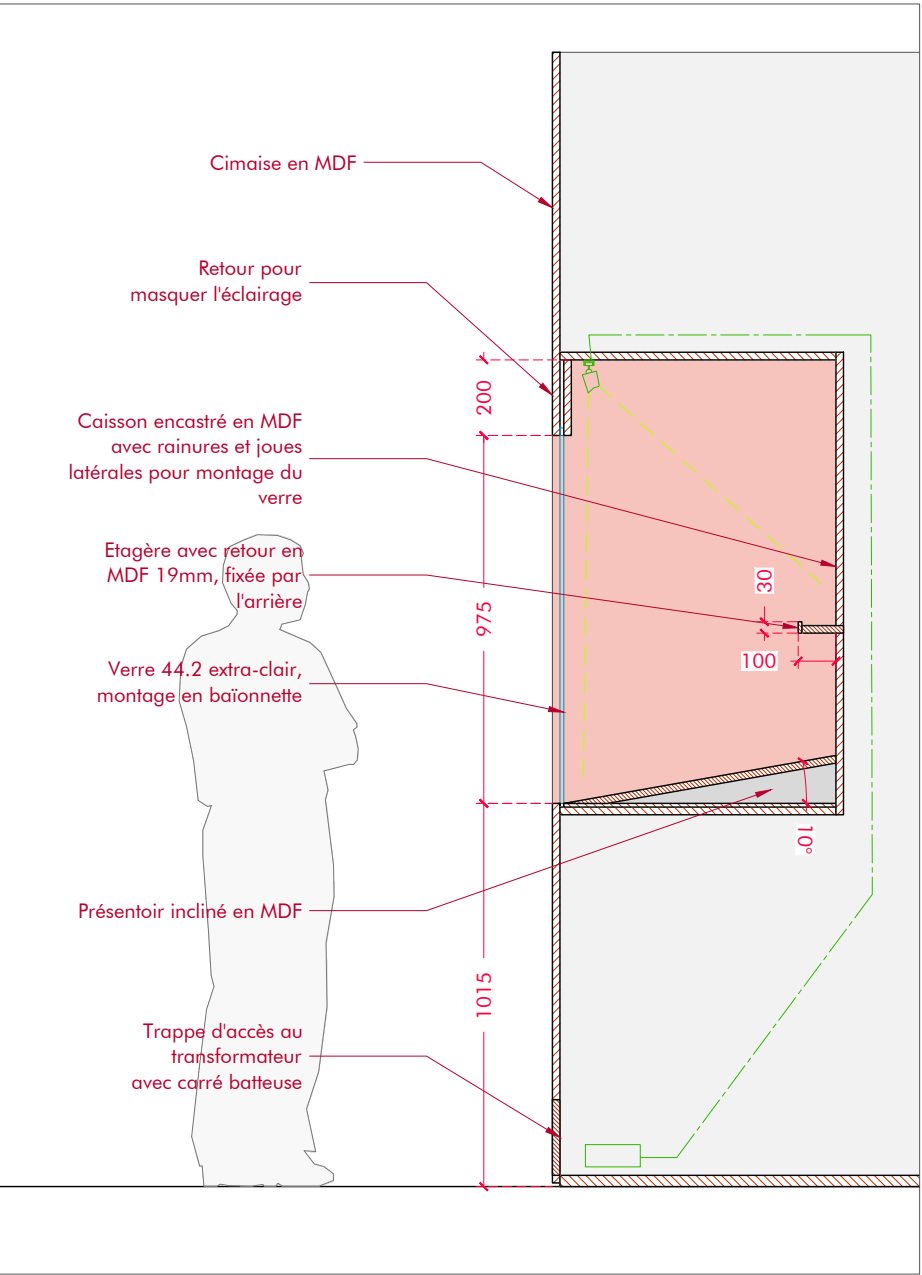 Cimaise en MDF
Retour pour
masquer l'éclairage
200
Caisson encastré en MDF
avec rainures et joues
latérales pour montage du
verre
Etagère avec retour en
MDF 19mm, fixée par
l'arrière
30
975
100
Verre 44.2 extra-clair,
montage en baïonnette
10°
Présentoir incliné en MDF
1015
Trappe d'accès au
transformateur
avec carré batteuse